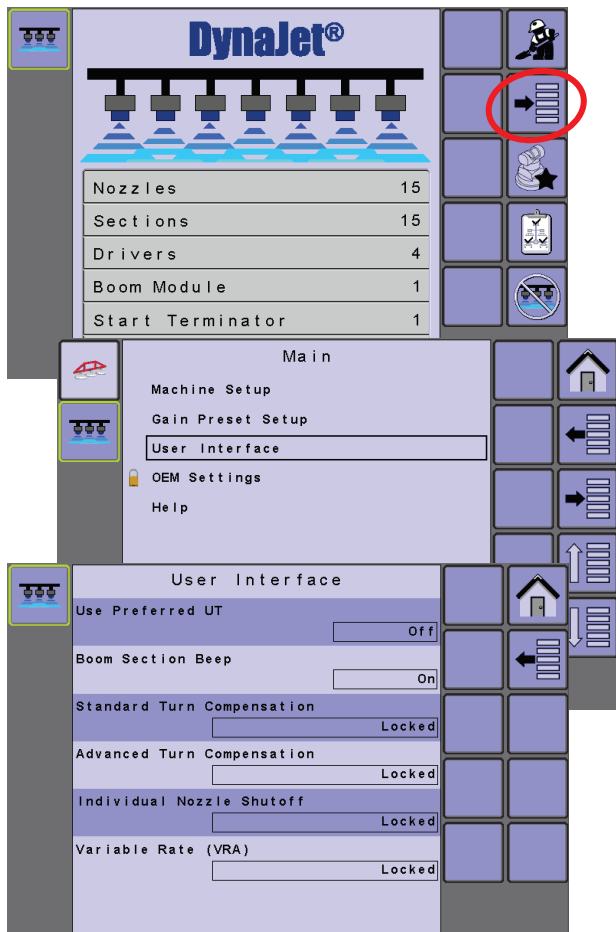 DynaJet®
Nozzles 15
Sections 15
Drivers 4
Boom Module 1
Start Terminator 1
Main
Machine Setup
Gain Preset Setup
User Interface
OEM Settings
Help
User Interface
Use Preferred UT
Off
Boom Section Beep
On
Standard Turn Compensation
Locked
Advanced Turn Compensation
Locked
Individual Nozzle Shutoff
Locked
Variable Rate (VRA)
Locked